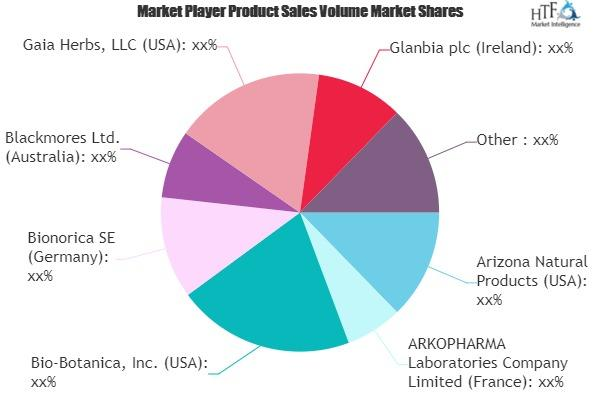 Market Player Product Sales Volume Market Shares
HTF
Market Intelligence
Gaia Herbs, LLC (USA): xx%
Glanbia plc (Ireland): xx%
Blackmores Ltd.
(Australia): xx%
Other : xx%
Bionorica SE
(Germany):
xx%
Arizona Natural
Products (USA):
xx%
Bio-Botanica, Inc. (USA):
xx%
ARKOPHARMA
Laboratories Company
Limited (France): xx%